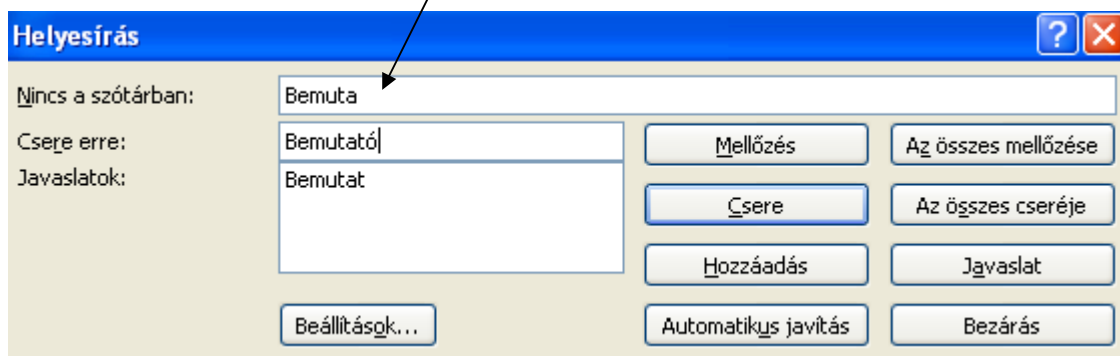 Helyesírás
Nincs a szótárban: Bemuta
Csere erre: Bemutató Mellőzés Az összes mellőzése
Javaslatok: Bemutat
Csere Az összes cseréje
Hozzáadás Javaslat
Beállítások... Automatikus javítás Bezárás